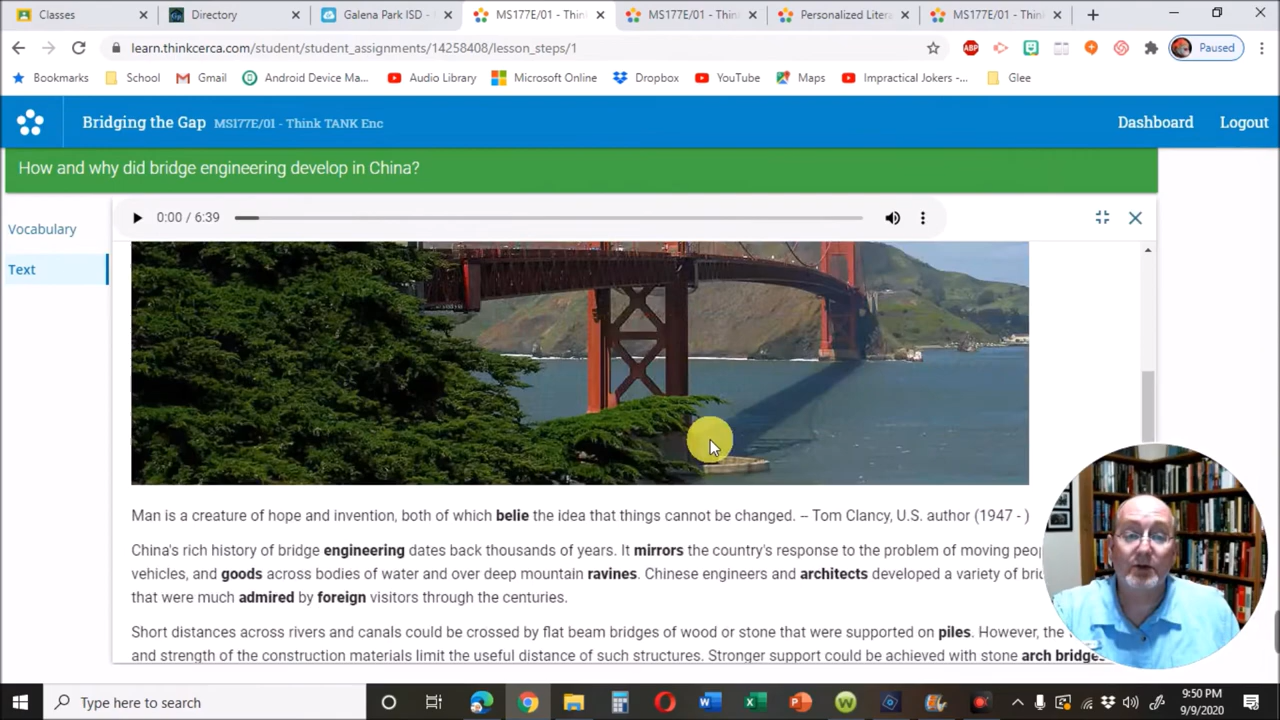 Classes
Directory
Galena Park ISD -
MS177E/01 - Think
MS177E/01 - Think
Personalized Litera
MS177E/01 - Think
learn.thinkcerca.com/student/student_assignments/14258408/lesson_steps/1
ABP
Paused
Bookmarks
School
Gmail
Android Device Ma...
Audio Library
Microsoft Online
Dropbox
YouTube
Maps
Impractical Jokers -...
Glee
Bridging the Gap MS177E/01 - Think TANK Enc
Dashboard
Logout
How and why did bridge engineering develop in China?
0:00 / 6:39
Vocabulary
Text
Man is a creature of hope and invention, both of which belie the idea that things cannot be changed. -- Tom Clancy, U.S. author (1947 - )
China's rich history of bridge engineering dates back thousands of years. It mirrors the country's response to the problem of moving
vehicles, and goods across bodies of water and over deep mountain ravines. Chinese engineers and architects developed a variety of
that were much admired by foreign visitors through the centuries.
Short distances across rivers and canals could be crossed by flat beam bridges of wood or stone that were supported on piles. However, the
and strength of the construction materials limit the useful distance of such structures. Stronger support could be achieved with stone arch bridges
Type here to search
9:50 PM
9/9/2020